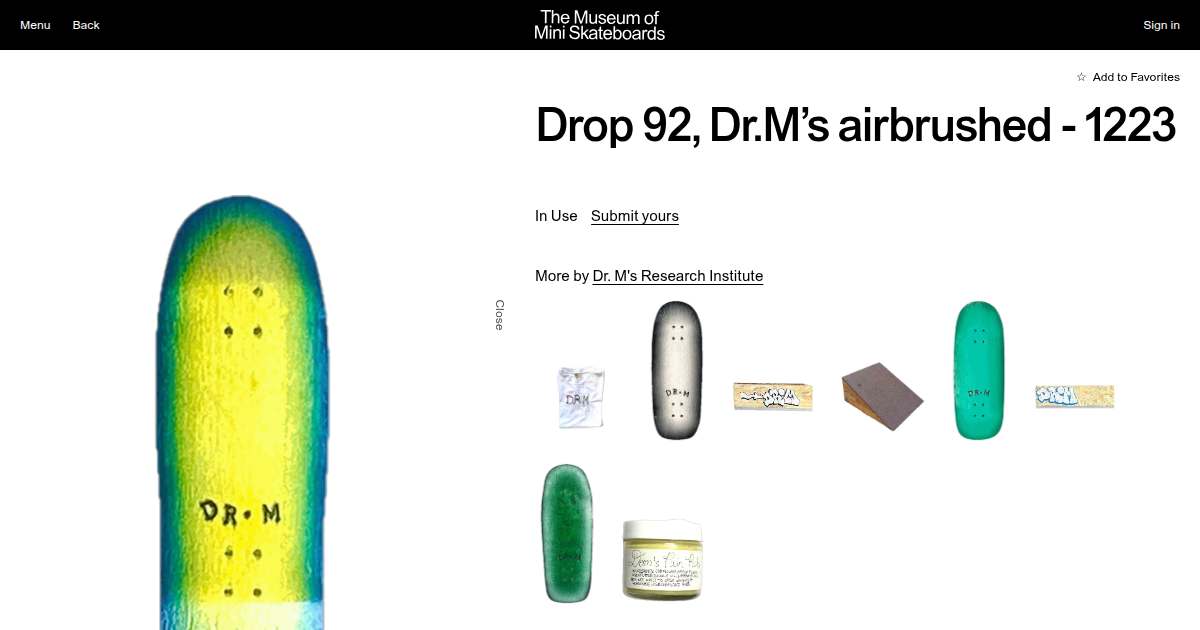 Menu
Back
The Museum of
Mini Skateboards
Sign in
☆ Add to Favorites
Drop 92, Dr.M’s airbrushed - 1223
In Use
Submit yours
More by Dr. M's Research Institute
Close
DR•M
DR•M
DR•M
DR•M